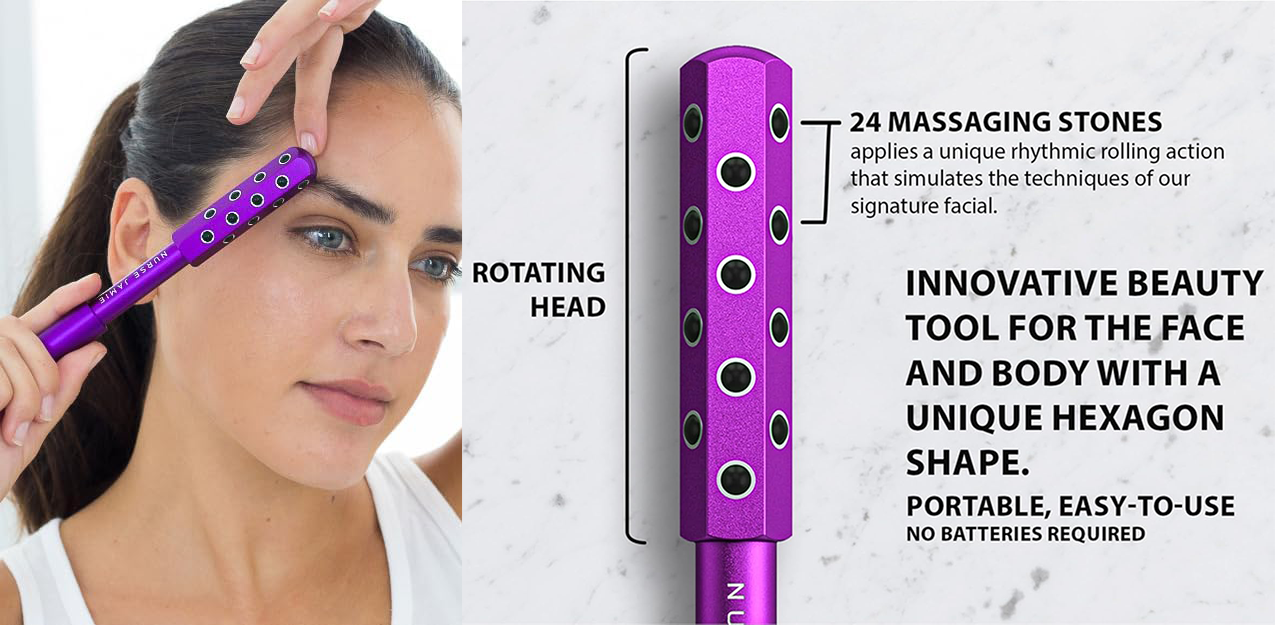 NURSE JAMIE
ROTATING
HEAD
24 MASSAGING STONES
applies a unique rhythmic rolling action
that simulates the techniques of our
signature facial.
INNOVATIVE BEAUTY
TOOL FOR THE FACE
AND BODY WITH A
UNIQUE HEXAGON
SHAPE.
PORTABLE, EASY-TO-USE
NO BATTERIES REQUIRED
NU